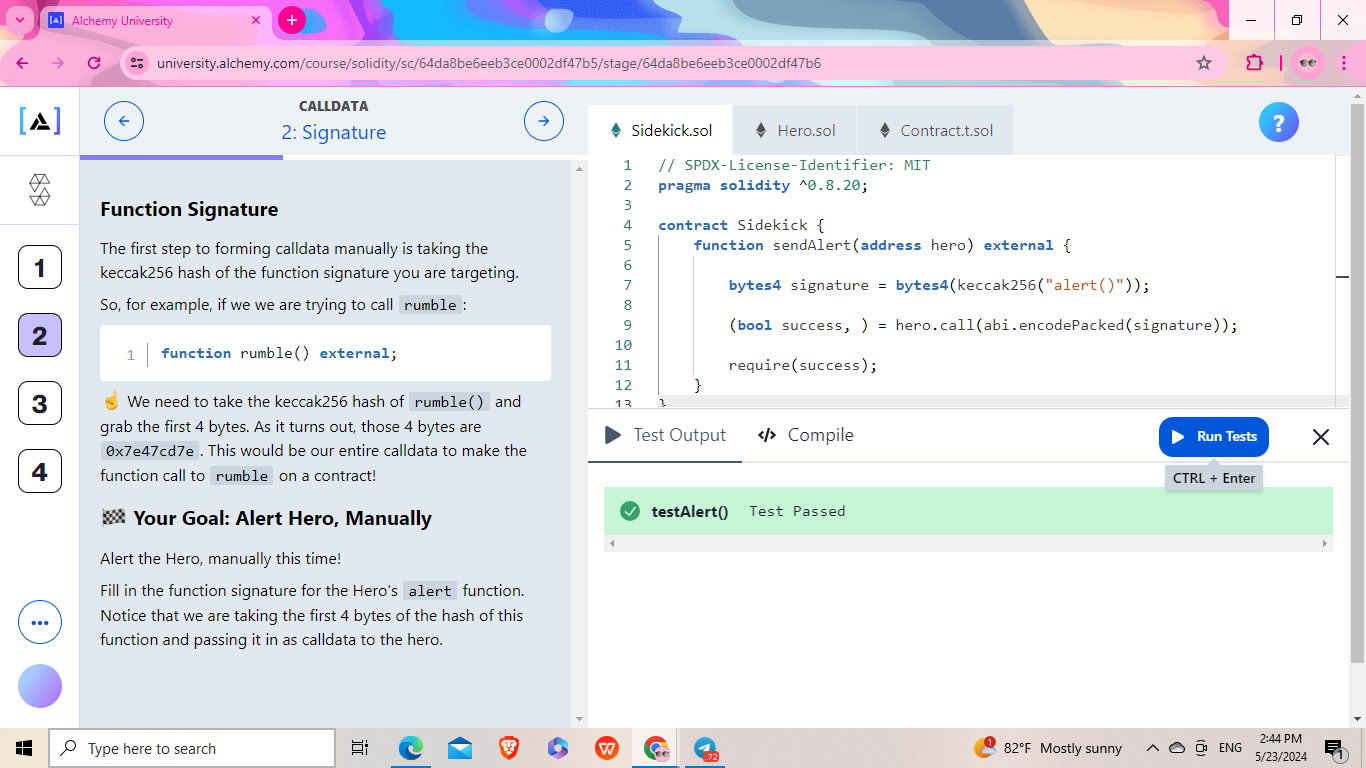 Alchemy University
university.alchemy.com/course/solidity/sc/64da8be6eeb3ce0002df47b5/stage/64da8be6eeb3ce0002df47b6
CALLDATA
2: Signature
1
2
3
4
Function Signature
The first step to forming calldata manually is taking the
keccak256 hash of the function signature you are targeting.
So, for example, if we we are trying to call rumble :
1 function rumble() external;
☝ We need to take the keccak256 hash of rumble() and
grab the first 4 bytes. As it turns out, those 4 bytes are
0x7e47cd7e . This would be our entire calldata to make the
function call to rumble on a contract!
🏁 Your Goal: Alert Hero, Manually
Alert the Hero, manually this time!
Fill in the function signature for the Hero's alert function.
Notice that we are taking the first 4 bytes of the hash of this
function and passing it in as calldata to the hero.
Sidekick.sol
Hero.sol
Contract.t.sol
?
1 // SPDX-License-Identifier: MIT
2 pragma solidity ^0.8.20;
3
4 contract Sidekick {
5 function sendAlert(address hero) external {
6
7 bytes4 signature = bytes4(keccak256("alert()"));
8
9 (bool success, ) = hero.call(abi.encodePacked(signature));
10
11 require(success);
12 }
13 }
Test Output
</> Compile
Run Tests
CTRL + Enter
testAlert() Test Passed
Type here to search
72
1
82°F Mostly sunny
ENG
2:44 PM
5/23/2024
1